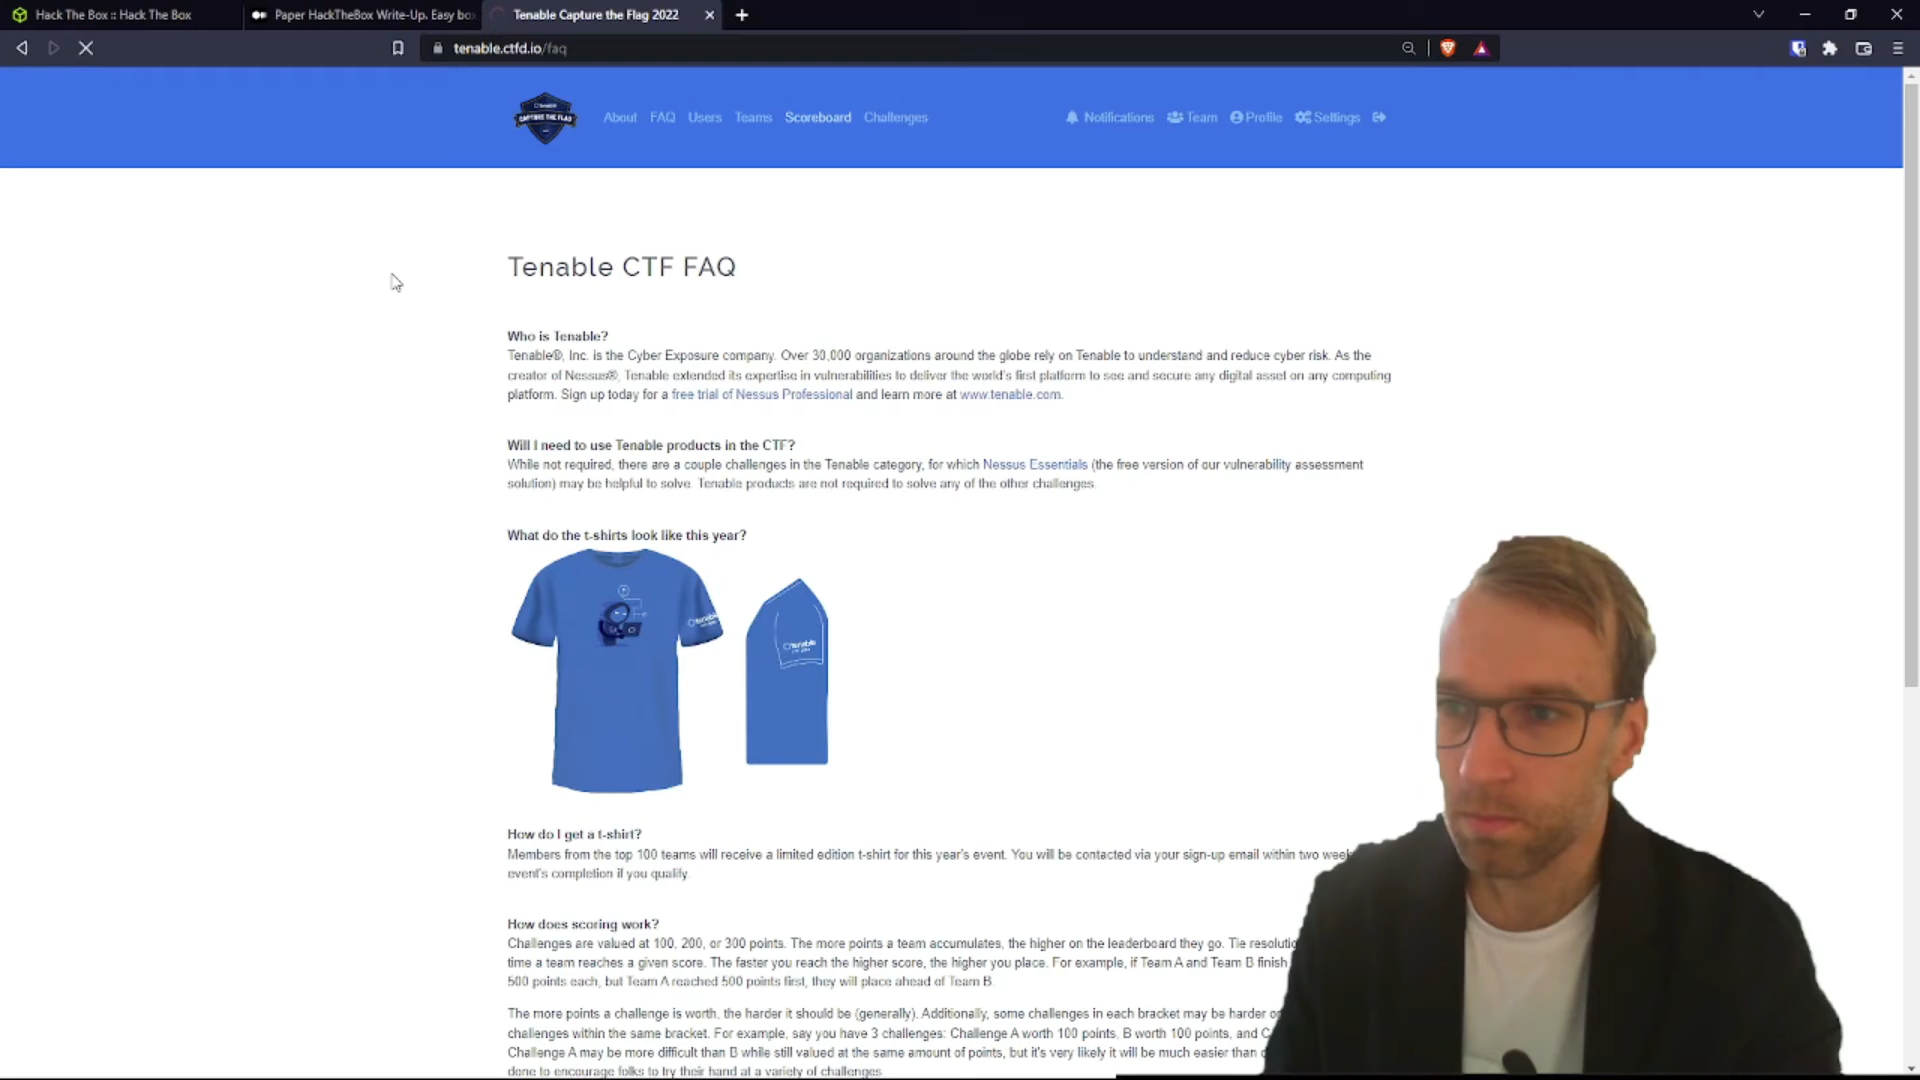 Hack The Box :: Hack The Box
Paper HackTheBox Write-Up. Easy box
Tenable Capture the Flag 2022
tenable.ctfd.io/faq
tenable
CAPTURE THE FLAG
About FAQ Users Teams Scoreboard Challenges
Notifications Team Profile Settings
Tenable CTF FAQ
Who is Tenable?
Tenable®, Inc. is the Cyber Exposure company. Over 30,000 organizations around the globe rely on Tenable to understand and reduce cyber risk. As the
creator of Nessus®, Tenable extended its expertise in vulnerabilities to deliver the world's first platform to see and secure any digital asset on any computing
platform. Sign up today for a free trial of Nessus Professional and learn more at www.tenable.com.
Will I need to use Tenable products in the CTF?
While not required, there are a couple challenges in the Tenable category, for which Nessus Essentials (the free version of our vulnerability assessment
solution) may be helpful to solve. Tenable products are not required to solve any of the other challenges.
What do the t-shirts look like this year?
tenable
tenable
How do I get a t-shirt?
Members from the top 100 teams will receive a limited edition t-shirt for this year's event. You will be contacted via your sign-up email within two week
event's completion if you qualify.
How does scoring work?
Challenges are valued at 100, 200, or 300 points. The more points a team accumulates, the higher on the leaderboard they go. Tie resoluti
time a team reaches a given score. The faster you reach the higher score, the higher you place. For example, if Team A and Team B finish
500 points each, but Team A reached 500 points first, they will place ahead of Team B.
The more points a challenge is worth, the harder it should be (generally). Additionally, some challenges in each bracket may be harder o
challenges within the same bracket. For example, say you have 3 challenges: Challenge A worth 100 points, B worth 100 points, and C
Challenge A may be more difficult than B while still valued at the same amount of points, but it's very likely it will be much easier than
done to encourage folks to try their hand at a variety of challenges.